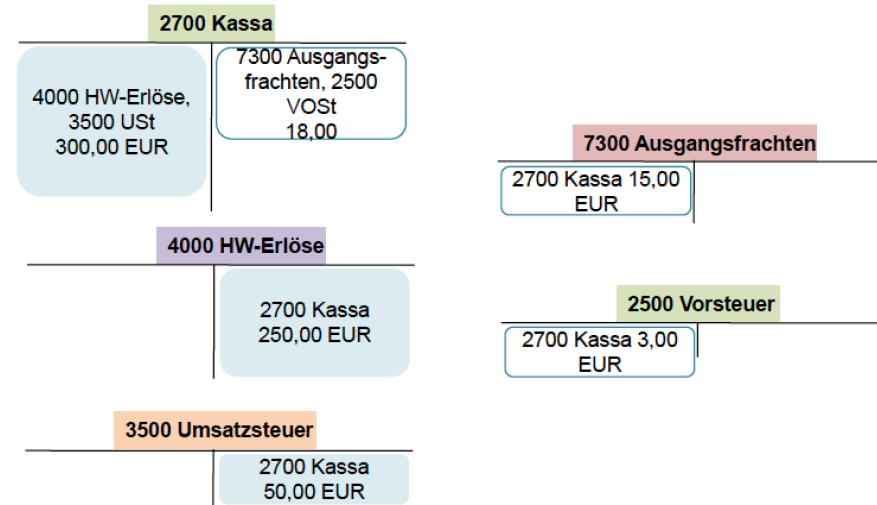 2700 Kassa
4000 HW-Erlöse,
3500 USt
300,00 EUR
7300 Ausgangs-
frachten, 2500
VOSt
18,00
4000 HW-Erlöse
2700 Kassa
250,00 EUR
3500 Umsatzsteuer
2700 Kassa
50,00 EUR
7300 Ausgangsfrachten
2700 Kassa 15,00
EUR
2500 Vorsteuer
2700 Kassa 3,00
EUR